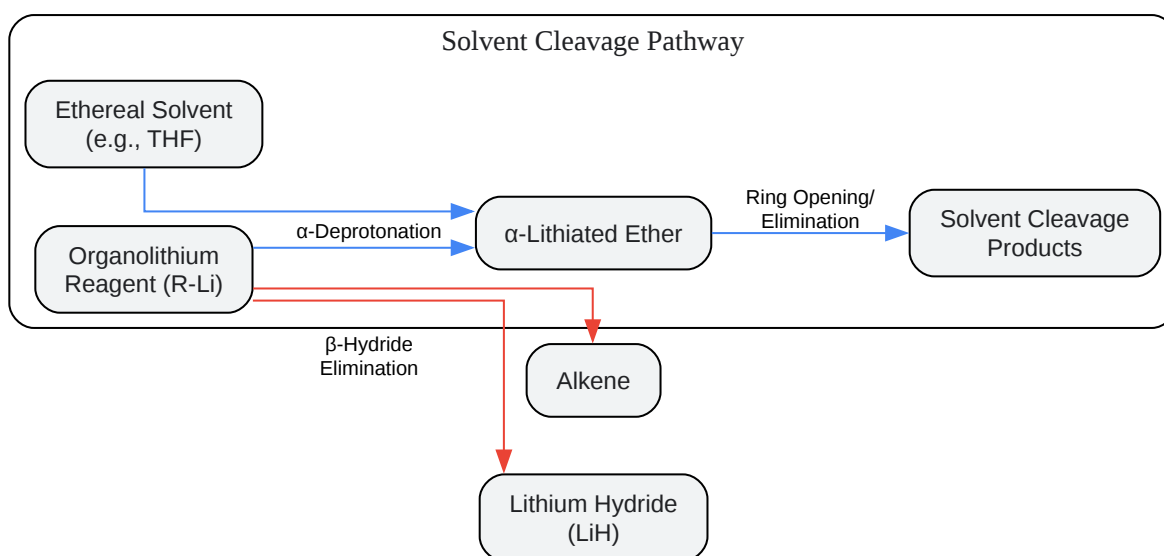 Solvent Cleavage Pathway
Ethereal Solvent
(e.g., THF)
Organolithium
Reagent (R-Li)
α-Deprotonation
α-Lithiated Ether
Ring Opening/
Elimination
Solvent Cleavage
Products
β-Hydride
Elimination
Alkene
Lithium Hydride
(LiH)